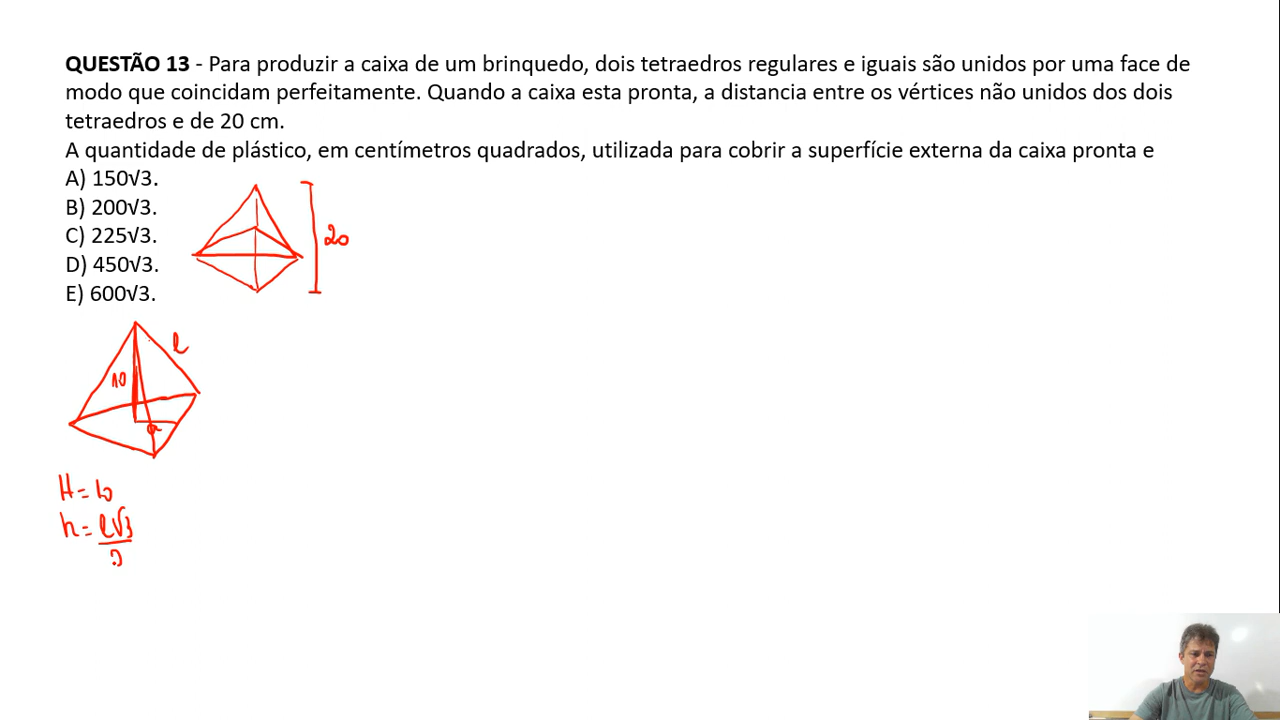 QUESTÃO 13 - Para produzir a caixa de um brinquedo, dois tetraedros regulares e iguais são unidos por uma face de
modo que coincidam perfeitamente. Quando a caixa esta pronta, a distancia entre os vértices não unidos dos dois
tetraedros e de 20 cm.
A quantidade de plástico, em centímetros quadrados, utilizada para cobrir a superfície externa da caixa pronta e
A) 150√3.
B) 200√3.
C) 225√3.
D) 450√3.
E) 600√3.
20
l
10
a
H = 10
h = l√3